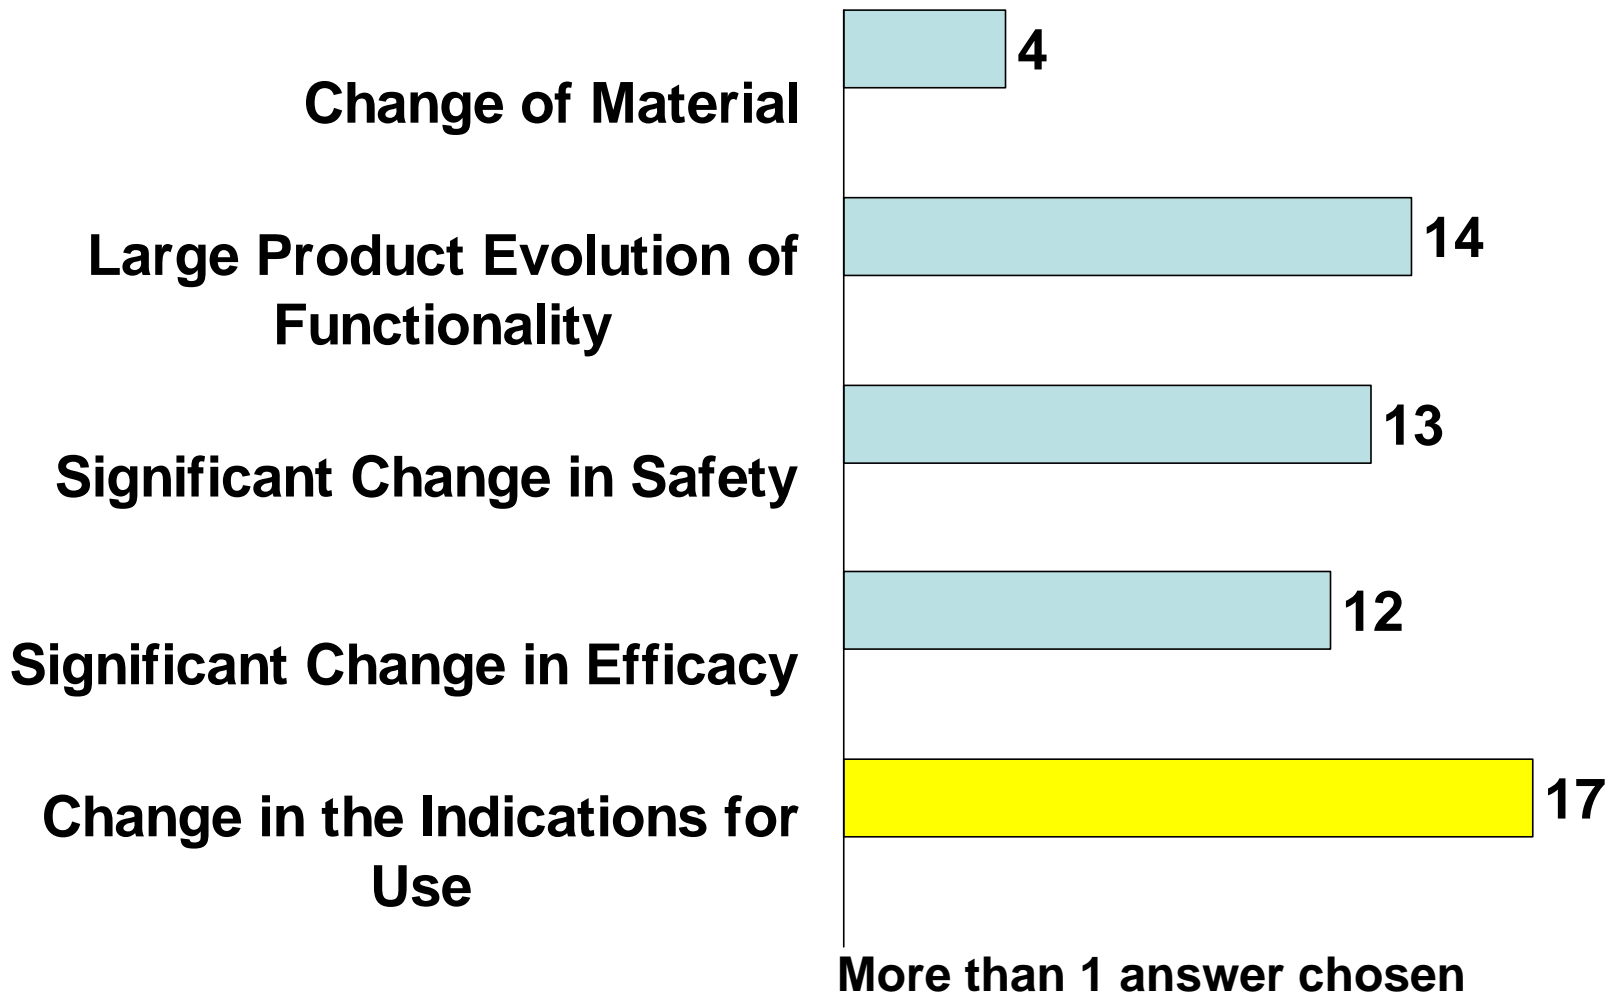 4
Change of Material
14
Large Product Evolution of
Functionality
13
Significant Change in Safety
12
Significant Change in Efficacy
17
Change in the Indications for
Use
More than 1 answer chosen